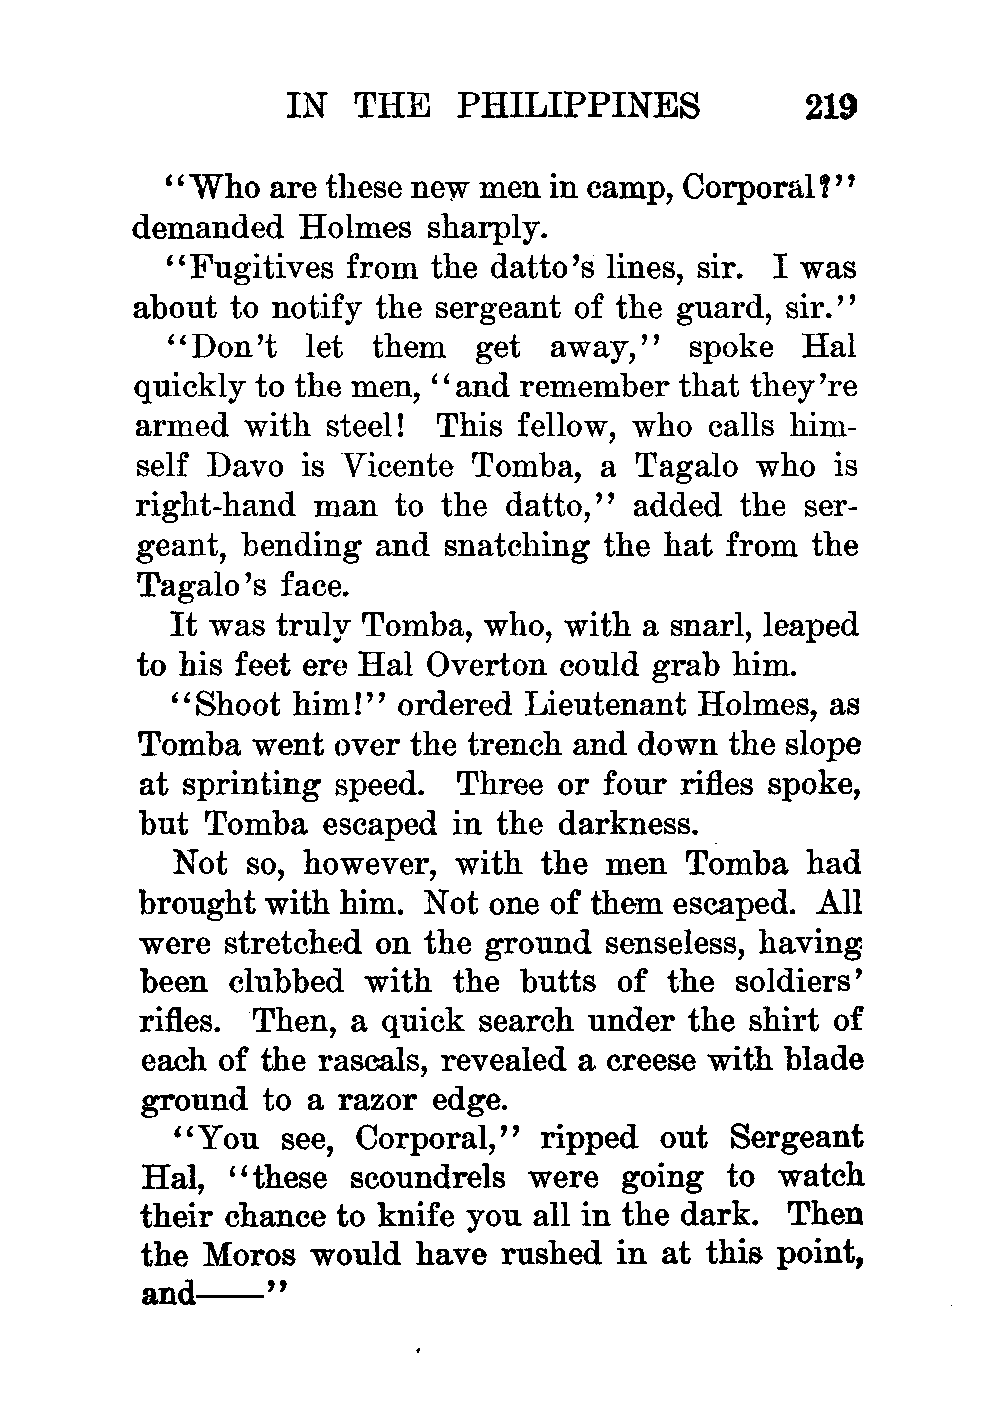 IN THE PHILIPPINES 219
“Who are these new men in camp, Corporal?”
demanded Holmes sharply.
“Fugitives from the datto’s lines, sir. I was
about to notify the sergeant of the guard, sir.”
“Don’t let them get away,” spoke Hal
quickly to the men, “and remember that they’re
armed with steel! This fellow, who calls him-
self Davo is Vicente Tomba, a Tagalo who is
right-hand man to the datto,” added the ser-
geant, bending and snatching the hat from the
Tagalo’s face.
It was truly Tomba, who, with a snarl, leaped
to his feet ere Hal Overton could grab him.
“Shoot him!” ordered Lieutenant Holmes, as
Tomba went over the trench and down the slope
at sprinting speed. Three or four rifles spoke,
but Tomba escaped in the darkness.
Not so, however, with the men Tomba had
brought with him. Not one of them escaped. All
were stretched on the ground senseless, having
been clubbed with the butts of the soldiers’
rifles. Then, a quick search under the shirt of
each of the rascals, revealed a creese with blade
ground to a razor edge.
“You see, Corporal,” ripped out Sergeant
Hal, “these scoundrels were going to watch
their chance to knife you all in the dark. Then
the Moros would have rushed in at this point,
and——”